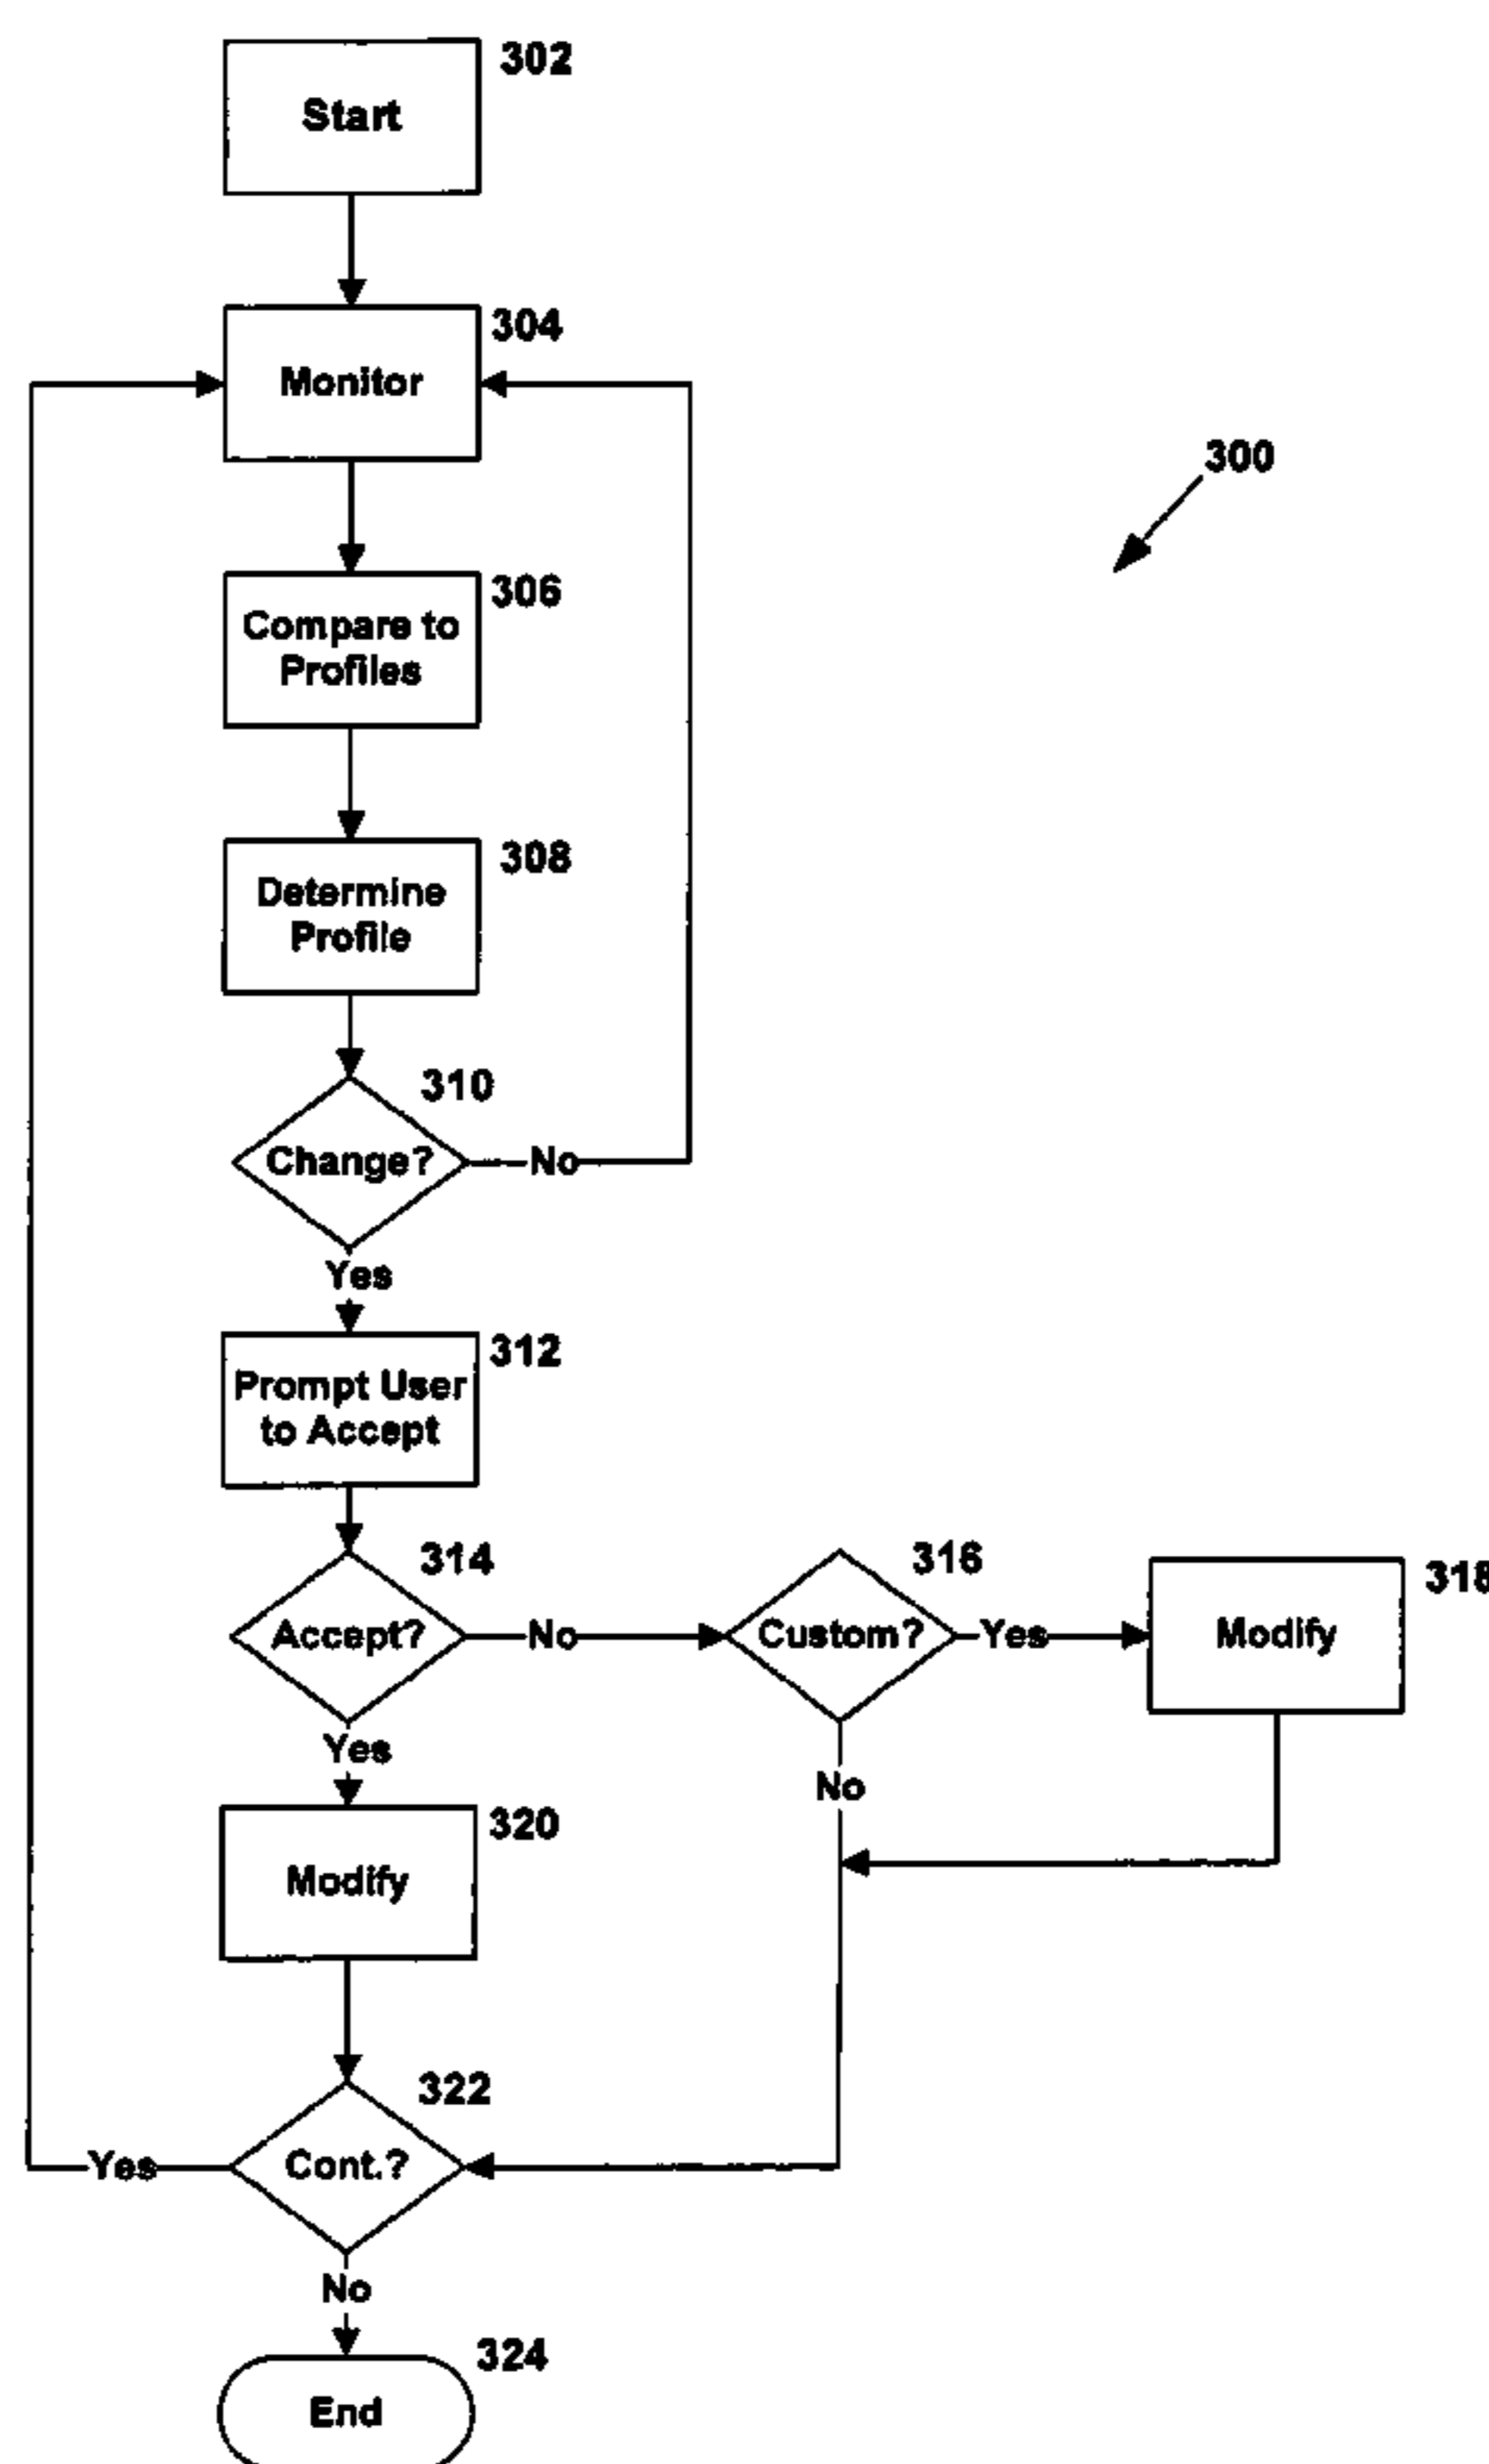 302
Start
304
Monitor
300
306
Compare to
Profiles
308
Determine
Profile
310
Change?
No
Yes
312
Prompt User
to Accept
314
Accept?
No
316
Custom?
Yes
318
Modify
Yes
No
320
Modify
322
Cont.?
Yes
No
324
End